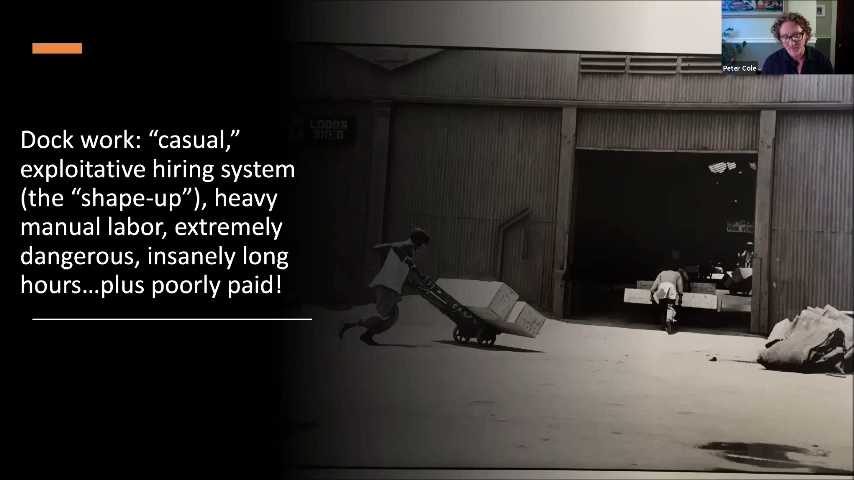 Dock work: “casual,”
exploitative hiring system
(the “shape-up”), heavy
manual labor, extremely
dangerous, insanely long
hours…plus poorly paid!
Peter Cole